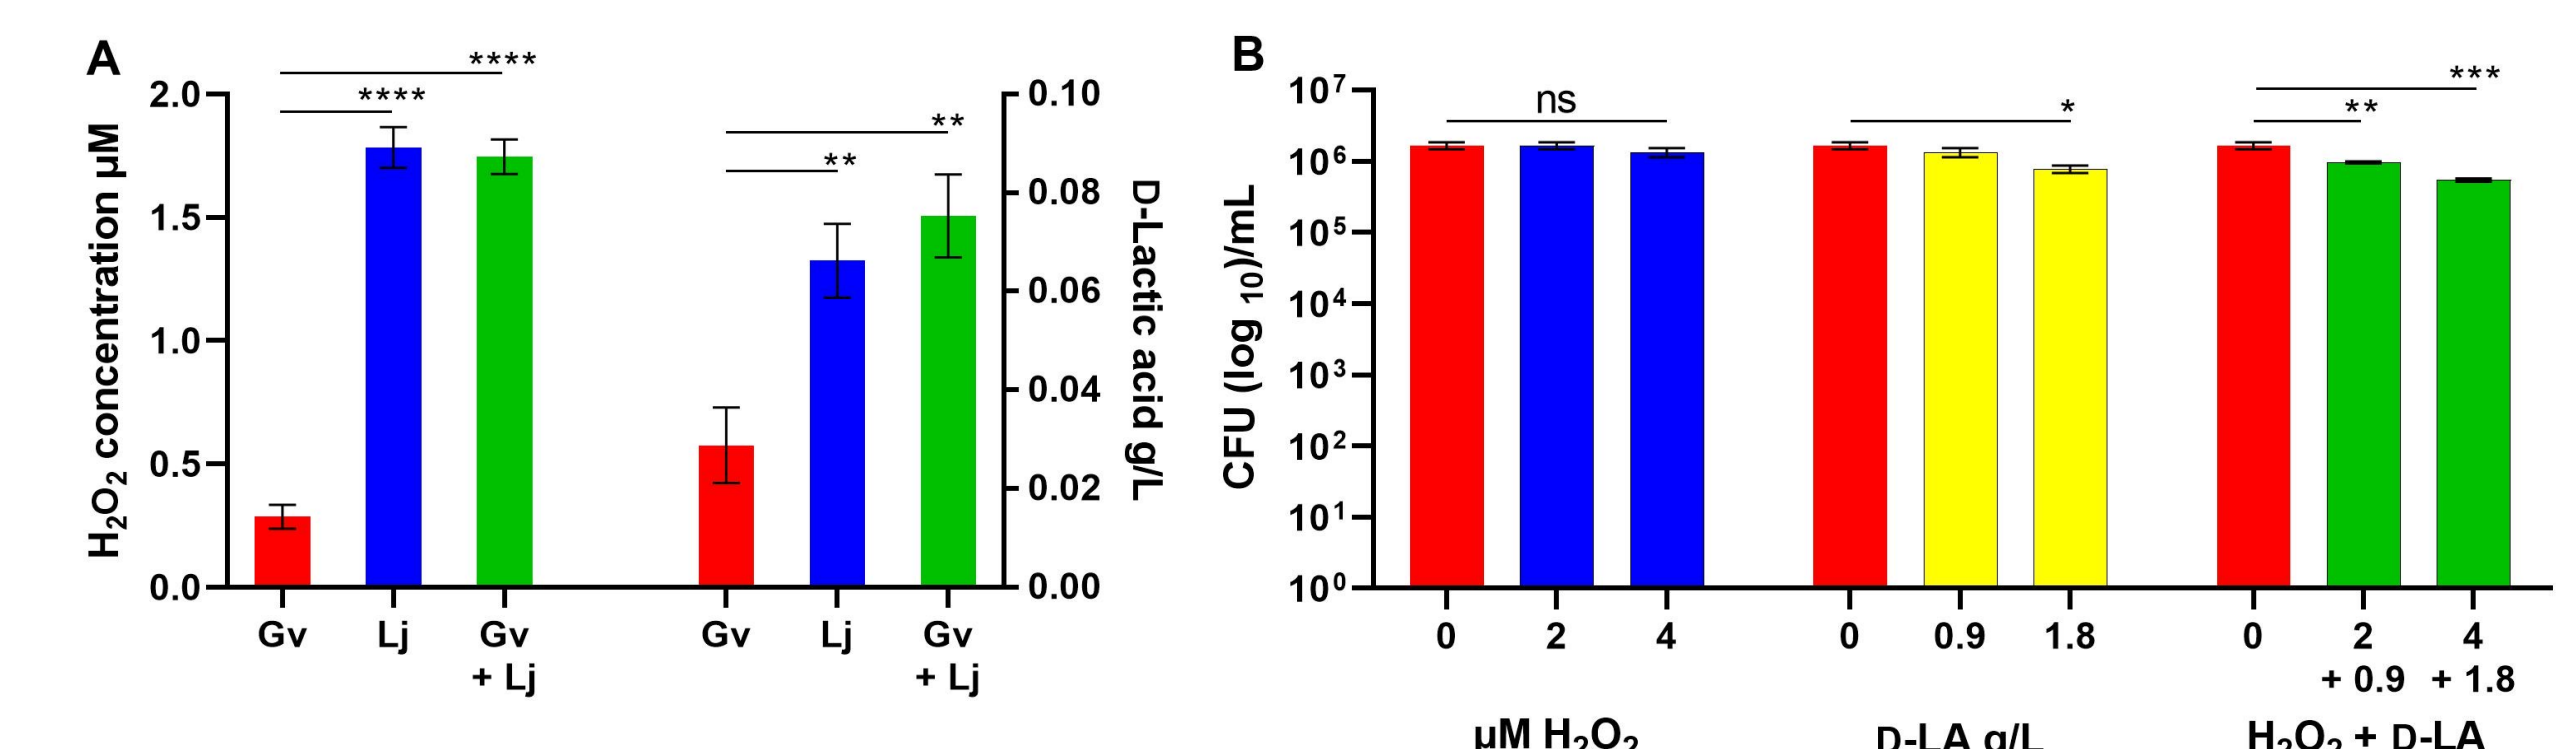 A
H₂O₂ concentration µM
2.0
1.5
1.0
0.5
0.0
****
****
**
**
0.10
0.08
0.06
0.04
0.02
0.00
D-Lactic acid g/L
Gv Lj Gv + Lj
Gv Lj Gv + Lj
B
CFU (log ₁₀)/mL
10⁷
10⁶
10⁵
10⁴
10³
10²
10¹
10⁰
ns
*
***
**
0 2 4
0 0.9 1.8
0 2 + 0.9 4 + 1.8
µM H₂O₂
D-LA g/L
H₂O₂ + D-LA